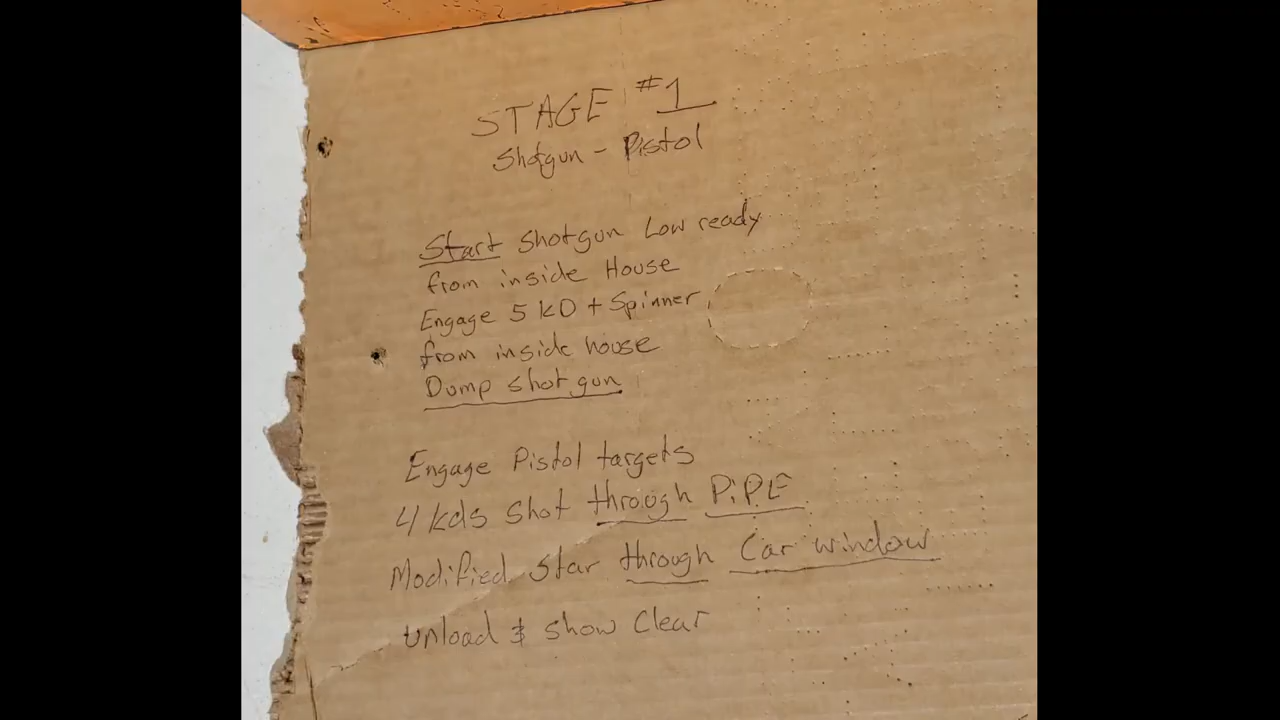 STAGE #1
Shotgun - Pistol
Start Shotgun Low ready
from inside House
Engage 5 KD + Spinner
from inside house
Dump shotgun
Engage Pistol targets
4 kds shot through PiPE
Modified Star through Car window
unload & show Clear